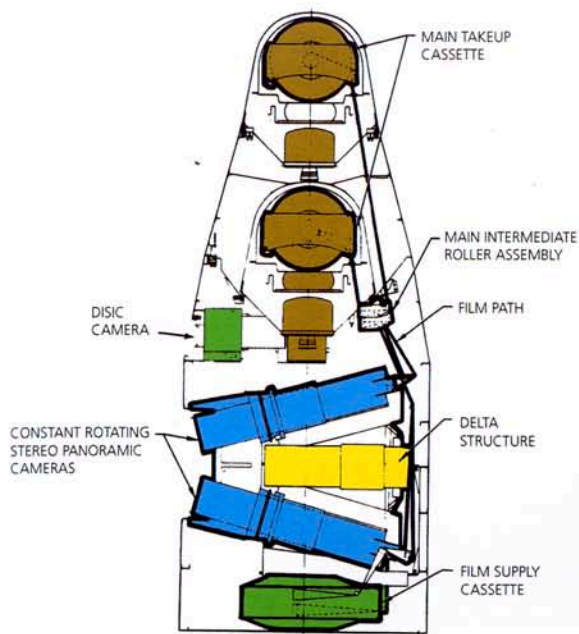 MAIN TAKEUP
CASSETTE
MAIN INTERMEDIATE
ROLLER ASSEMBLY
DISIC
CAMERA
FILM PATH
CONSTANT ROTATING
STEREO PANORAMIC
CAMERAS
DELTA
STRUCTURE
FILM SUPPLY
CASSETTE